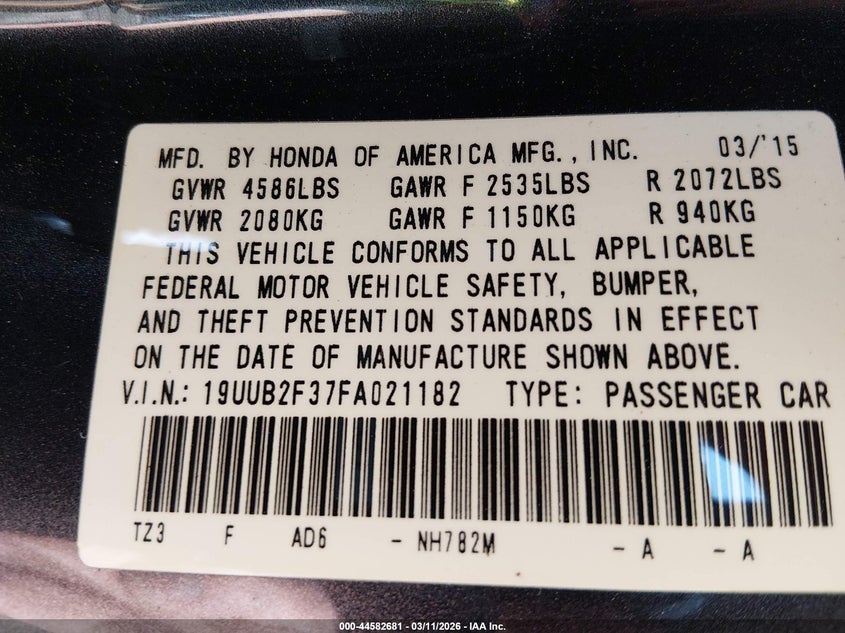 MFD. BY HONDA OF AMERICA MFG., INC. 03/'15
GVWR 4586LBS GAWR F 2535LBS R 2072LBS
GVWR 2080KG GAWR F 1150KG R 940KG
THIS VEHICLE CONFORMS TO ALL APPLICABLE
FEDERAL MOTOR VEHICLE SAFETY, BUMPER,
AND THEFT PREVENTION STANDARDS IN EFFECT
ON THE DATE OF MANUFACTURE SHOWN ABOVE.
V.I.N.: 19UUB2F37FA021182 TYPE: PASSENGER CAR
TZ3 F AD6 - NH782M - A - A
000-44582681 - 03/11/2026 - IAA Inc.